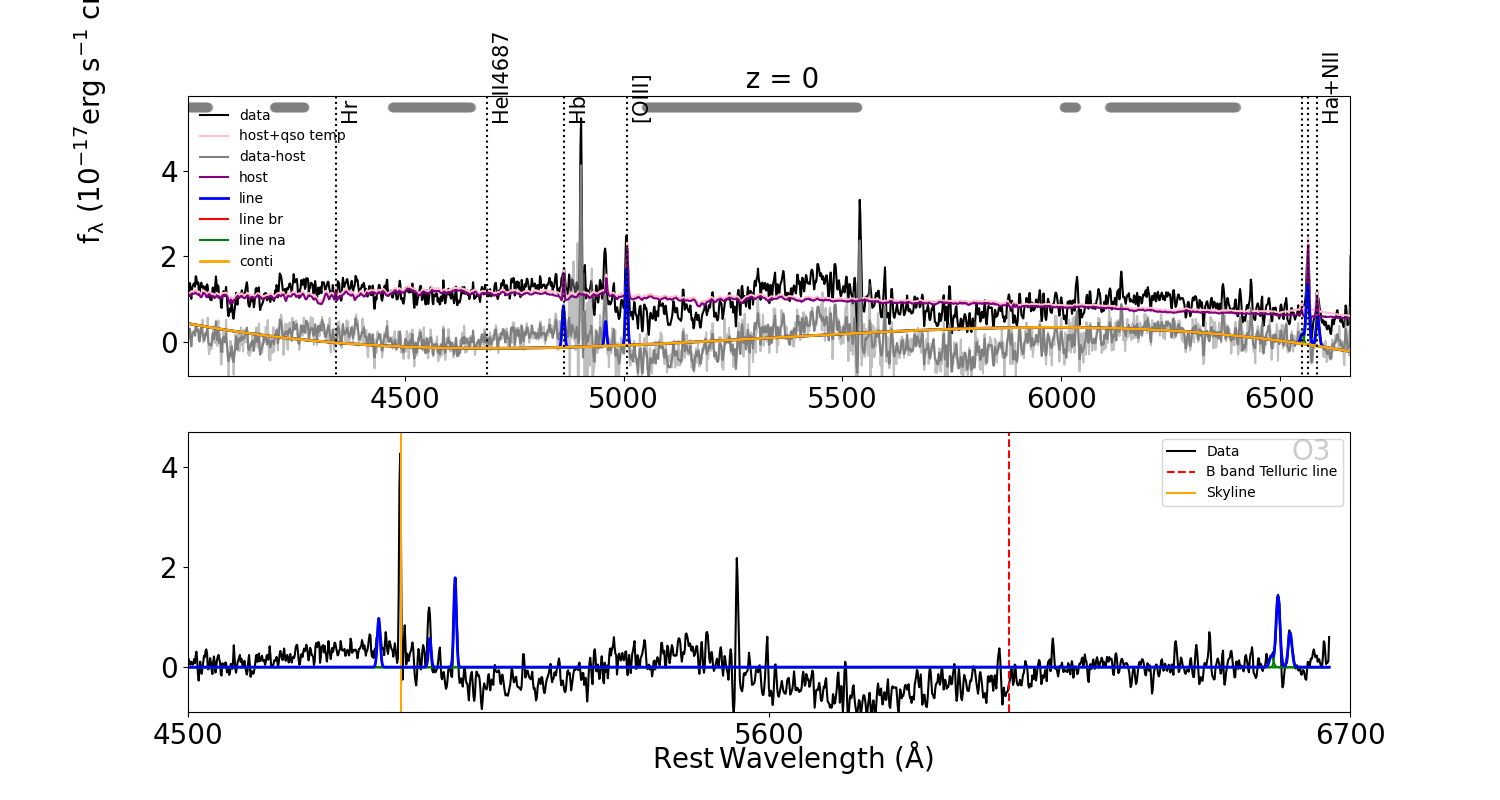 z = 0
f_λ (10^−17 erg s^−1
Hr
HeII4687
Hb
[OIII]
Ha+NII
data
host+qso temp
data-host
host
line
line br
line na
conti
4
2
0
4500
5000
5500
6000
6500
O3
Data
B band Telluric line
Skyline
4
2
0
4500
5600
6700
Rest Wavelength (Å)